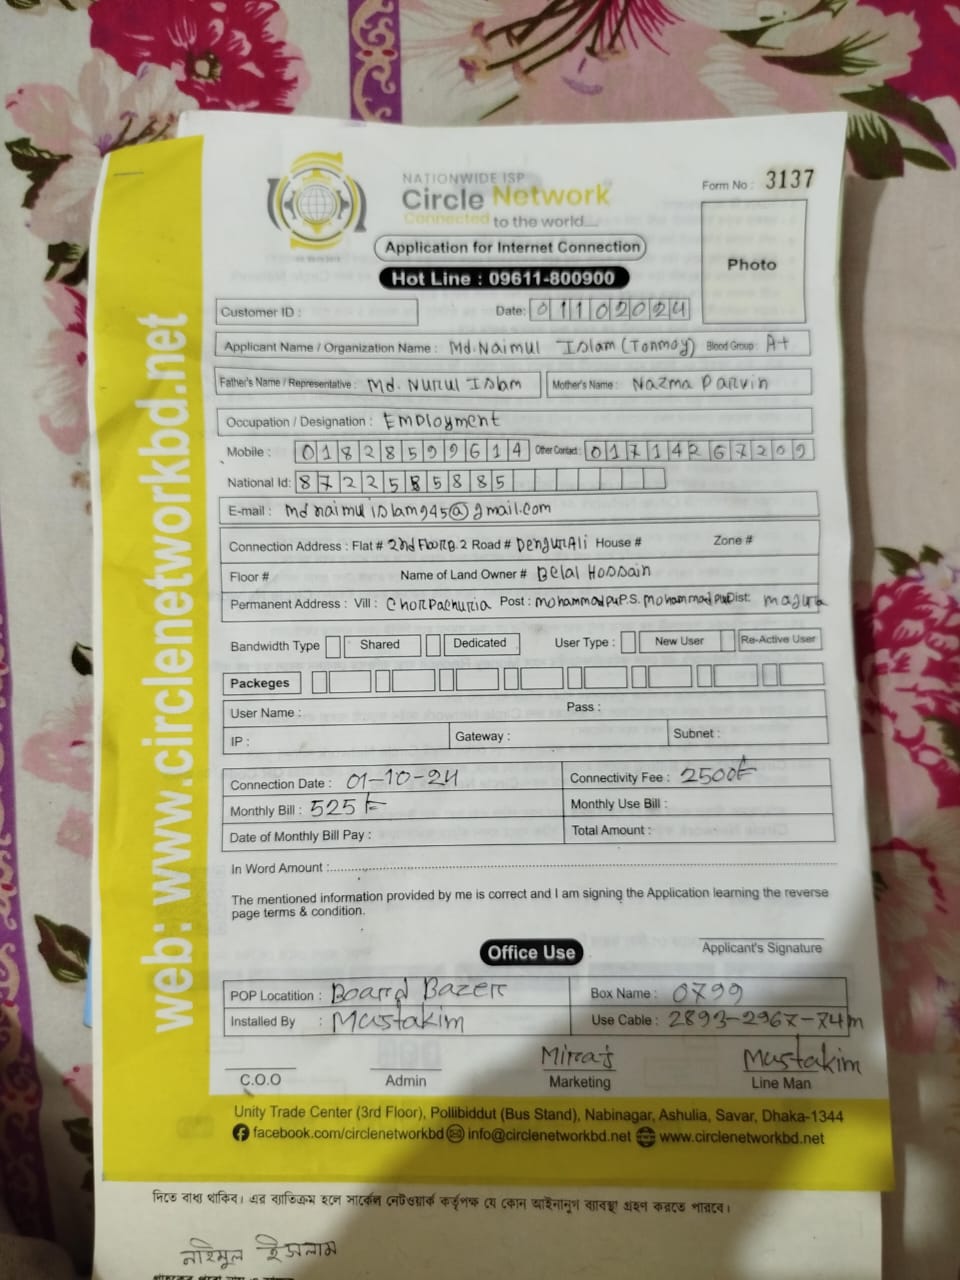 NATIONWIDE ISP
Circle Network
Connected to the world....
Form No : 3137
Photo
Application for Internet Connection
Hot Line : 09611-800900
Customer ID :
Date: 01102024
Applicant Name / Organization Name : Md. Naimul Islam (Tonmoy) Blood Group : A+
Father's Name / Representative : Md. Nurul Islam Mother's Name : Nazma Parvin
Occupation / Designation : Employment
Mobile : 01828599614 Other Contact : 01714267209
National Id: 8722585885
E-mail : mdnaimulislam945@gmail.com
Connection Address : Flat # 2nd Floor B.2 Road # Dengurali House # Zone #
Floor # Name of Land Owner # Belal Hossain
Permanent Address : Vill : Chorpachuria Post : mohammadpu P.S. mohammadpu Dist: magura
Bandwidth Type Shared Dedicated User Type : New User Re-Active User
Packeges
User Name : Pass :
IP : Gateway : Subnet :
Connection Date : 01-10-24 Connectivity Fee : 2500/-
Monthly Bill : 525/- Monthly Use Bill :
Date of Monthly Bill Pay : Total Amount :
In Word Amount :
The mentioned information provided by me is correct and I am signing the Application learning the reverse
page terms & condition.
Applicant's Signature
Office Use
POP Locatition : Board Bazer Box Name : 0799
Installed By : Mustakim Use Cable : 2893-2967-74m
Mirraj Mustakim
C.O.O Admin Marketing Line Man
Unity Trade Center (3rd Floor), Pollibiddut (Bus Stand), Nabinagar, Ashulia, Savar, Dhaka-1344
facebook.com/circlenetworkbd info@circlenetworkbd.net www.circlenetworkbd.net
web: www.circlenetworkbd.net
দিতে বাধ্য থাকিব। এর ব্যাতিক্রম হলে সার্কেল নেটওয়ার্ক কর্তৃপক্ষ যে কোন আইনানুগ ব্যাবস্থা গ্রহণ করতে পারবে।
নাইমুল ইসলাম